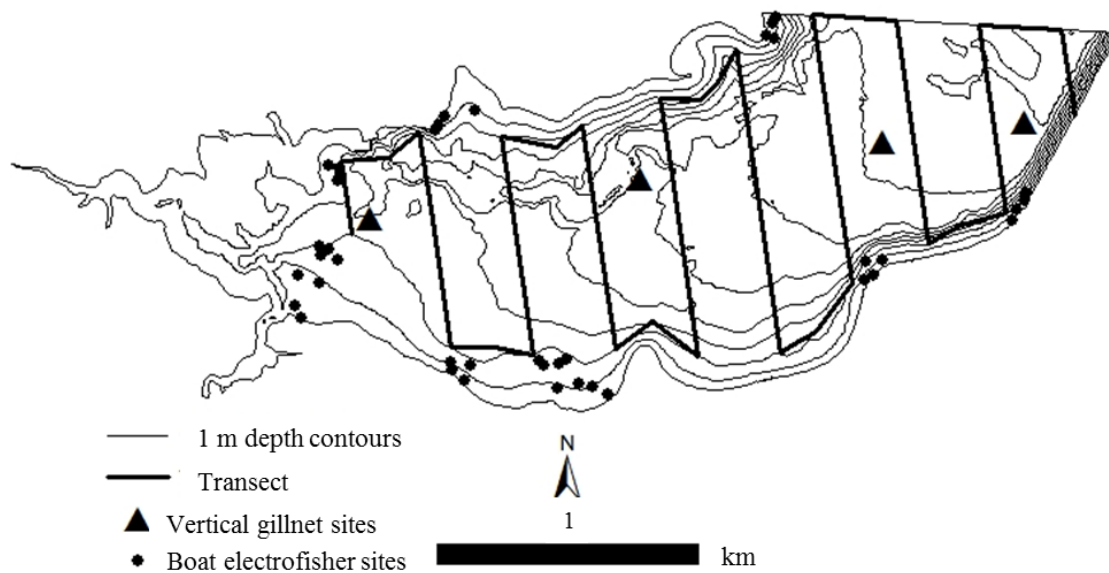 1 m depth contours
Transect
Vertical gillnet sites
Boat electrofisher sites
N
1
km